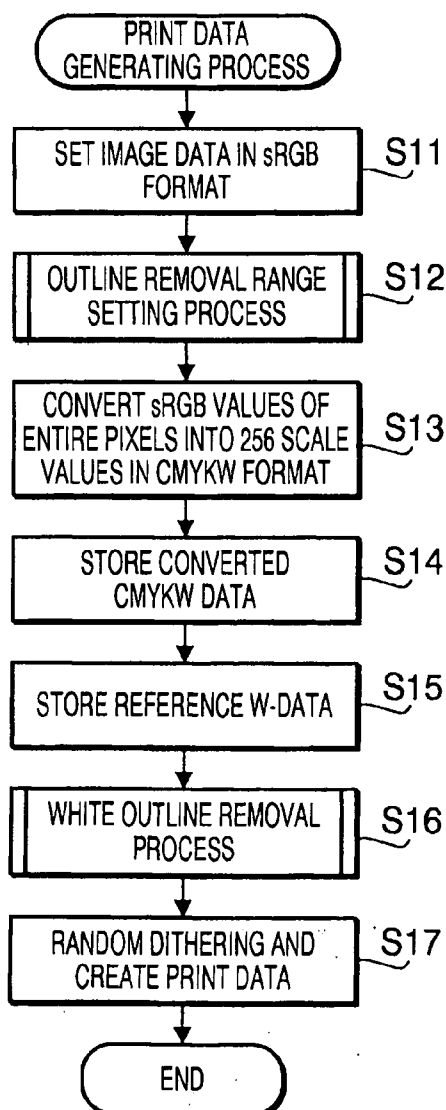 PRINT DATA
GENERATING PROCESS
SET IMAGE DATA IN sRGB
FORMAT
S11
OUTLINE REMOVAL RANGE
SETTING PROCESS
S12
CONVERT sRGB VALUES OF
ENTIRE PIXELS INTO 256 SCALE
VALUES IN CMYKW FORMAT
S13
STORE CONVERTED
CMYKW DATA
S14
STORE REFERENCE W-DATA
S15
WHITE OUTLINE REMOVAL
PROCESS
S16
RANDOM DITHERING AND
CREATE PRINT DATA
S17
END